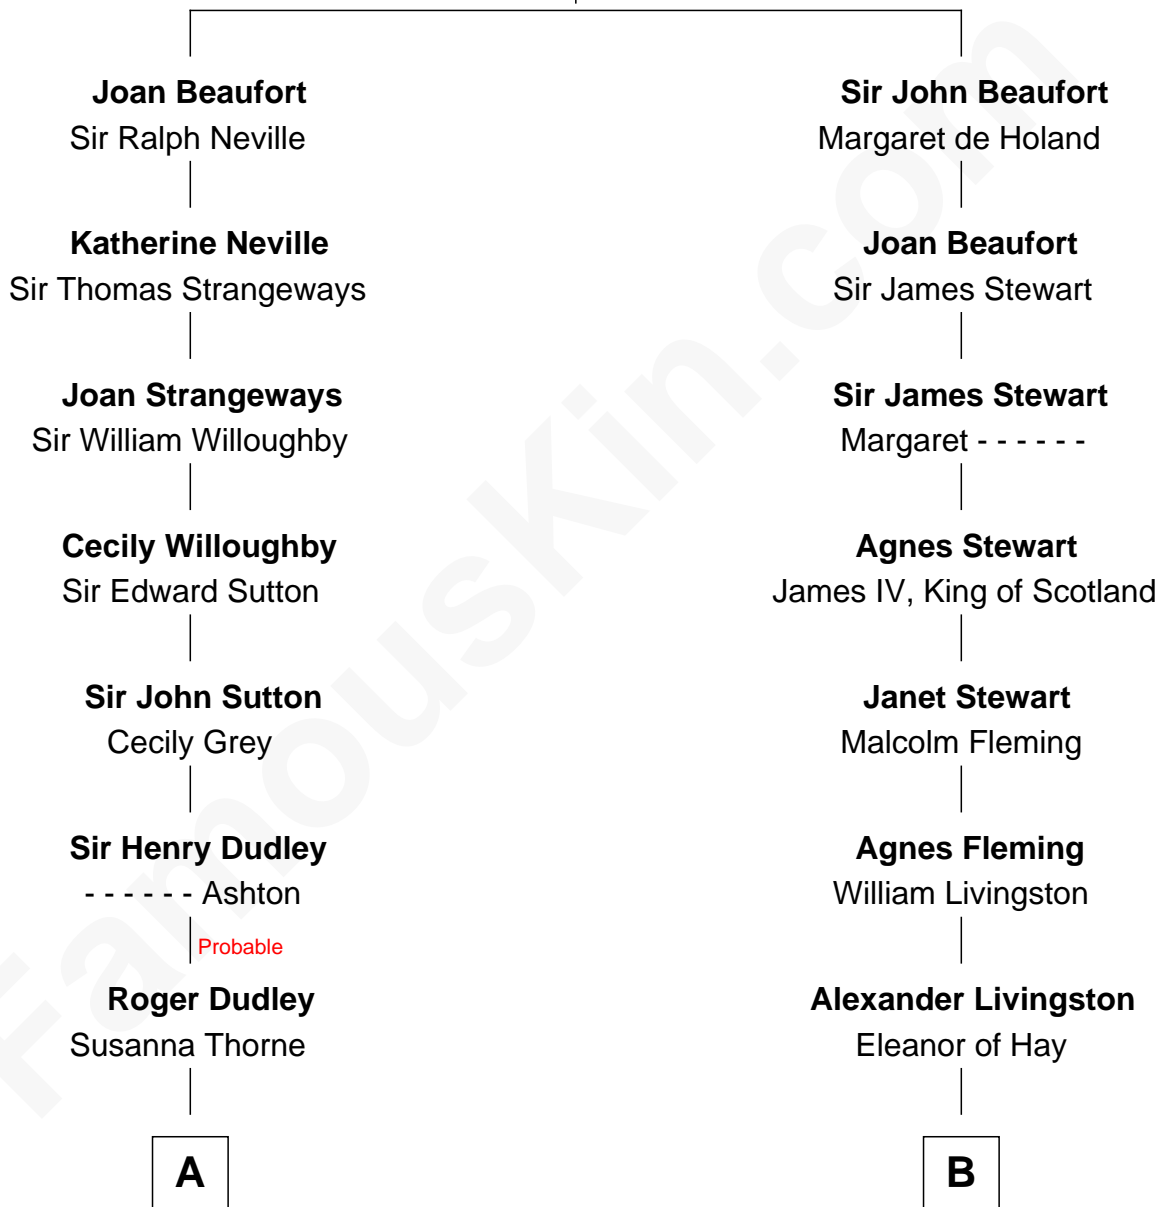 Joan Beaufort
Sir Ralph Neville
Katherine Neville
Sir Thomas Strangeways
Joan Strangeways
Sir William Willoughby
Cecily Willoughby
Sir Edward Sutton
Sir John Sutton
Cecily Grey
Sir Henry Dudley
- - - - - - Ashton
Probable
Roger Dudley
Susanna Thorne
A
Sir John Beaufort
Margaret de Holand
Joan Beaufort
Sir James Stewart
Sir James Stewart
Margaret - - - - - -
Agnes Stewart
James IV, King of Scotland
Janet Stewart
Malcolm Fleming
Agnes Fleming
William Livingston
Alexander Livingston
Eleanor of Hay
B
FamousKin.com